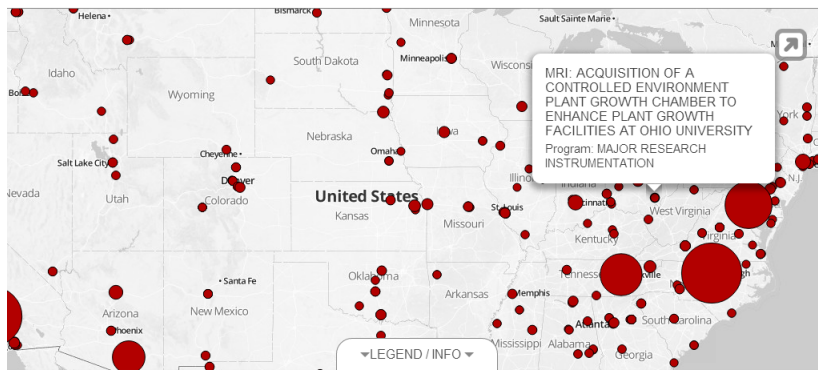 Helena
Bismarck
Minnesota
Sault Sainte Marie
South Dakota
Minneapolis
Wiscons
Idaho
Wyoming
MRI: ACQUISITION OF A
CONTROLLED ENVIRONMENT
PLANT GROWTH CHAMBER TO
ENHANCE PLANT GROWTH
FACILITIES AT OHIO UNIVERSITY
Program: MAJOR RESEARCH
INSTRUMENTATION
York
Nebraska
Iowa
Omaha
Cheyenne
Salt Lake City
Denver
Illinois
Indiana
N.J.
Nevada
Utah
Colorado
United States
Kansas
Missouri
St. Louis
Cincinnati
West Virginia
Kentucky
Virginia
Santa Fe
Oklahoma
Tennessee
Arizona
New Mexico
Arkansas
Memphis
Phoenix
Atlanta
South Carolina
Mississippi
Alabama
Georgia
LEGEND / INFO